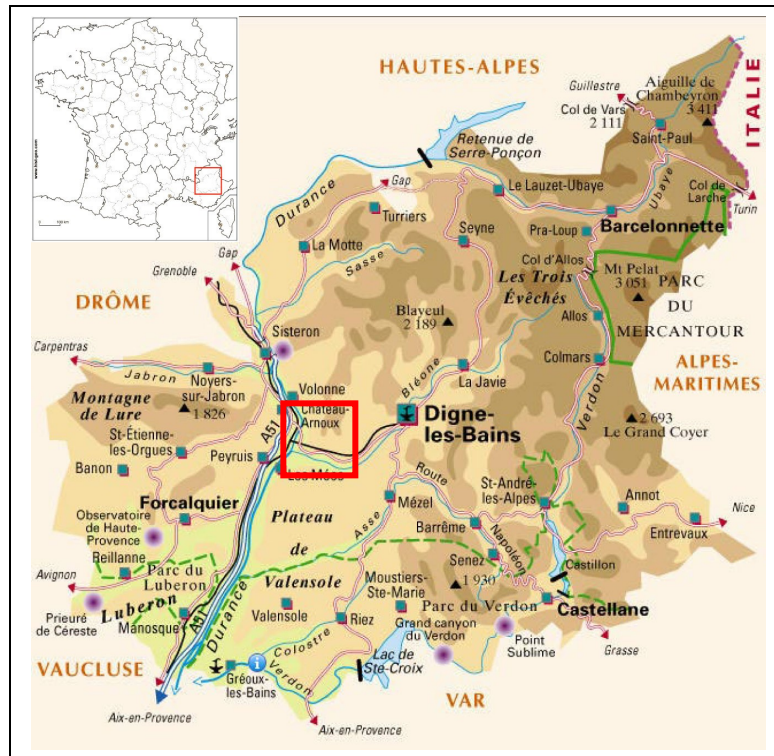 HAUTES-ALPES
Guillestre
Aiguille de
Chambeyron
3 411
Col de Vars
2 111
ITALIE
Saint-Paul
Retenue de
Serre-Ponçon
Ubaye
Col de
Larche
Turin
Gap
Le Lauzet-Ubaye
Durance
Turriers
Barcelonnette
Seyne
Pra-Loup
La Motte
Sasse
Gap
Grenoble
Col d'Allos
Les Trois
Évêchés
Mt Pelat
3 051
PARC
DU
MERCANTOUR
DRÔME
Blayeul
2 189
Allos
Sisteron
Carpentras
Colmars
ALPES-
MARITIMES
Jabron
Noyers-
sur-Jabron
Bléone
La Javie
Verdon
Volonne
Montagne
de Lure
1 826
Château-
Arnoux
Digne-
les-Bains
2 693
Le Grand Coyer
A51
St-Étienne-
les-Orgues
Peyruis
Banon
Les Mées
Route
Napoléon
St-André-
les-Alpes
Mézel
Annot
Nice
Forcalquier
Observatoire
de Haute-
Provence
Plateau
de
Valensole
Asse
Barrême
Entrevaux
Reillanne
Senez
Castillon
Avignon
Parc du
Luberon
Luberon
Moustiers-
Ste-Marie
1 930
Parc du Verdon
Castellane
Prieuré
de Céreste
Manosque
A51
Durance
Valensole
Riez
Grand canyon
du Verdon
Point
Sublime
Grasse
VAUCLUSE
Colostre
Verdon
Gréoux-
les-Bains
Lac de
Ste-Croix
VAR
Aix-en-Provence
Aix-en-Provence